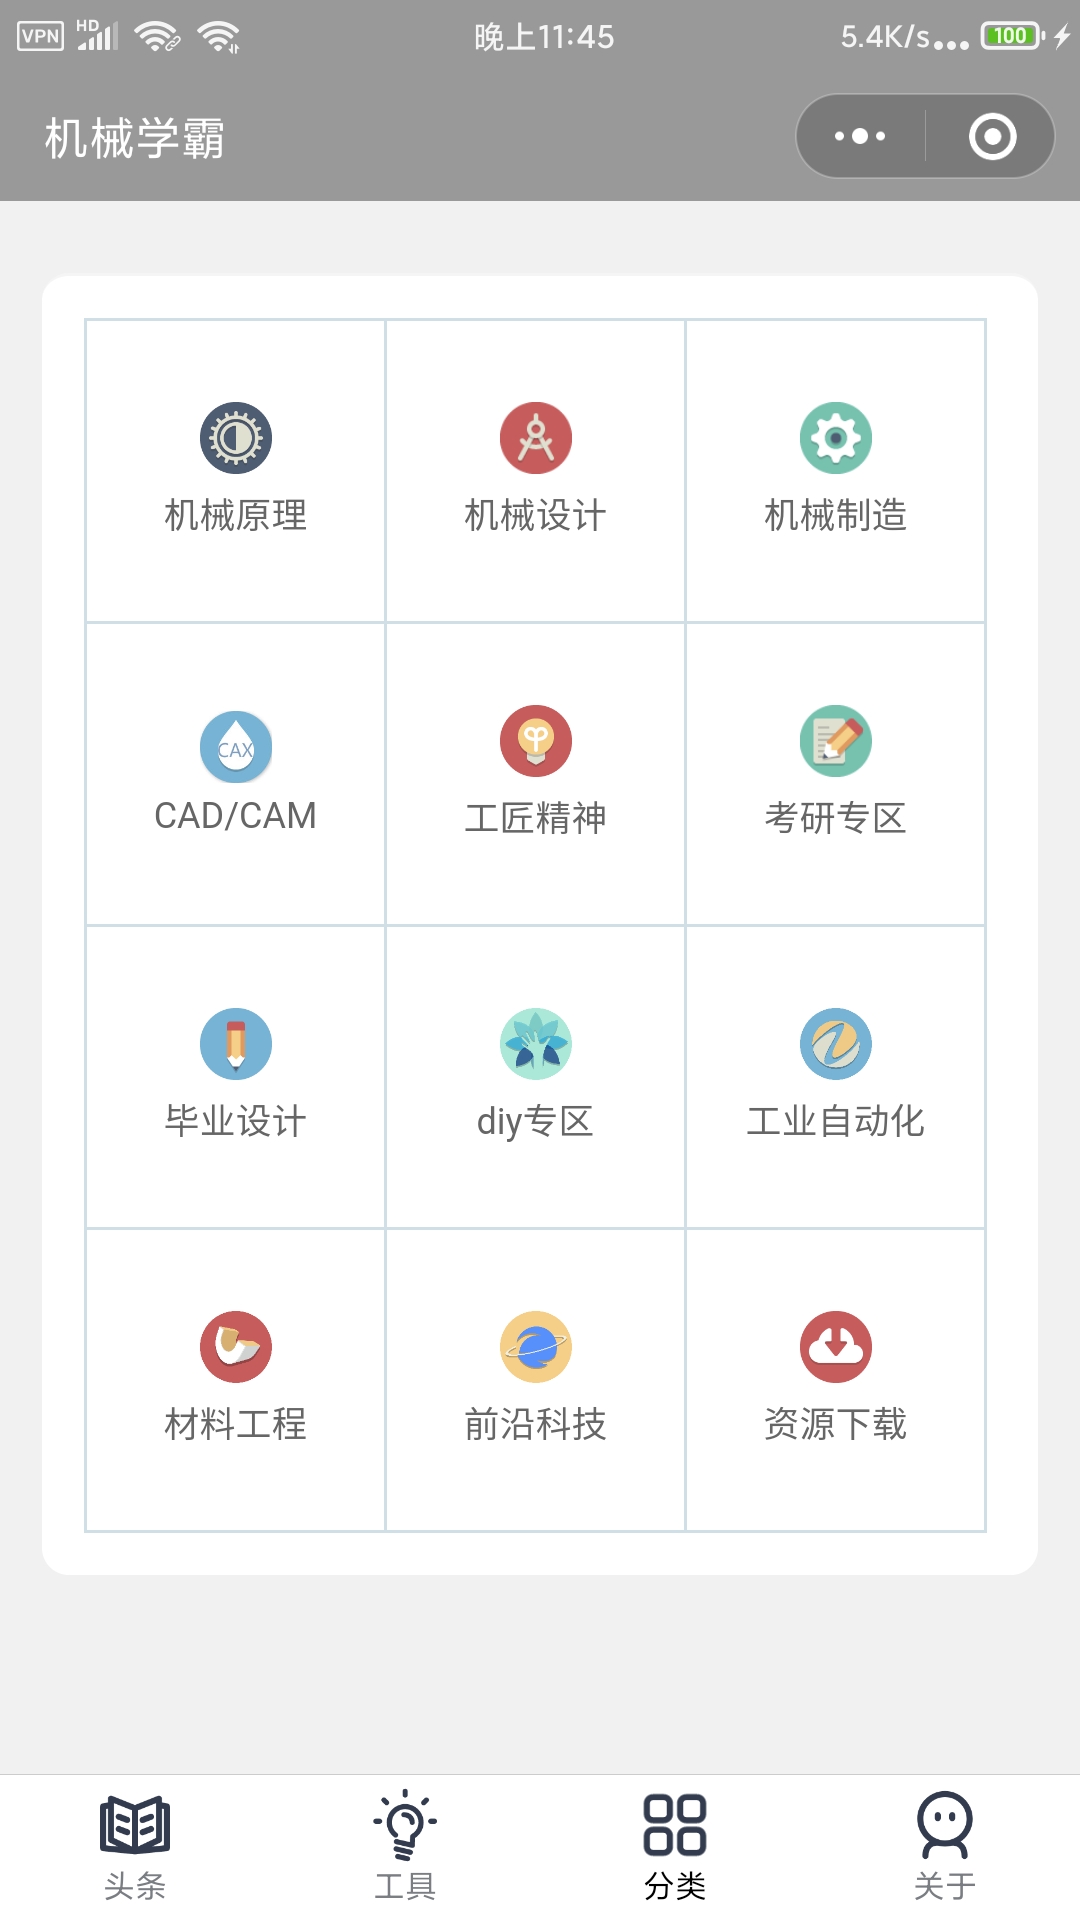 VPN HD 晚上11:45 5.4K/s... 100
机械学霸
机械原理 机械设计 机械制造
CAX
CAD/CAM 工匠精神 考研专区
毕业设计 diy专区 工业自动化
材料工程 前沿科技 资源下载
头条 工具 分类 关于